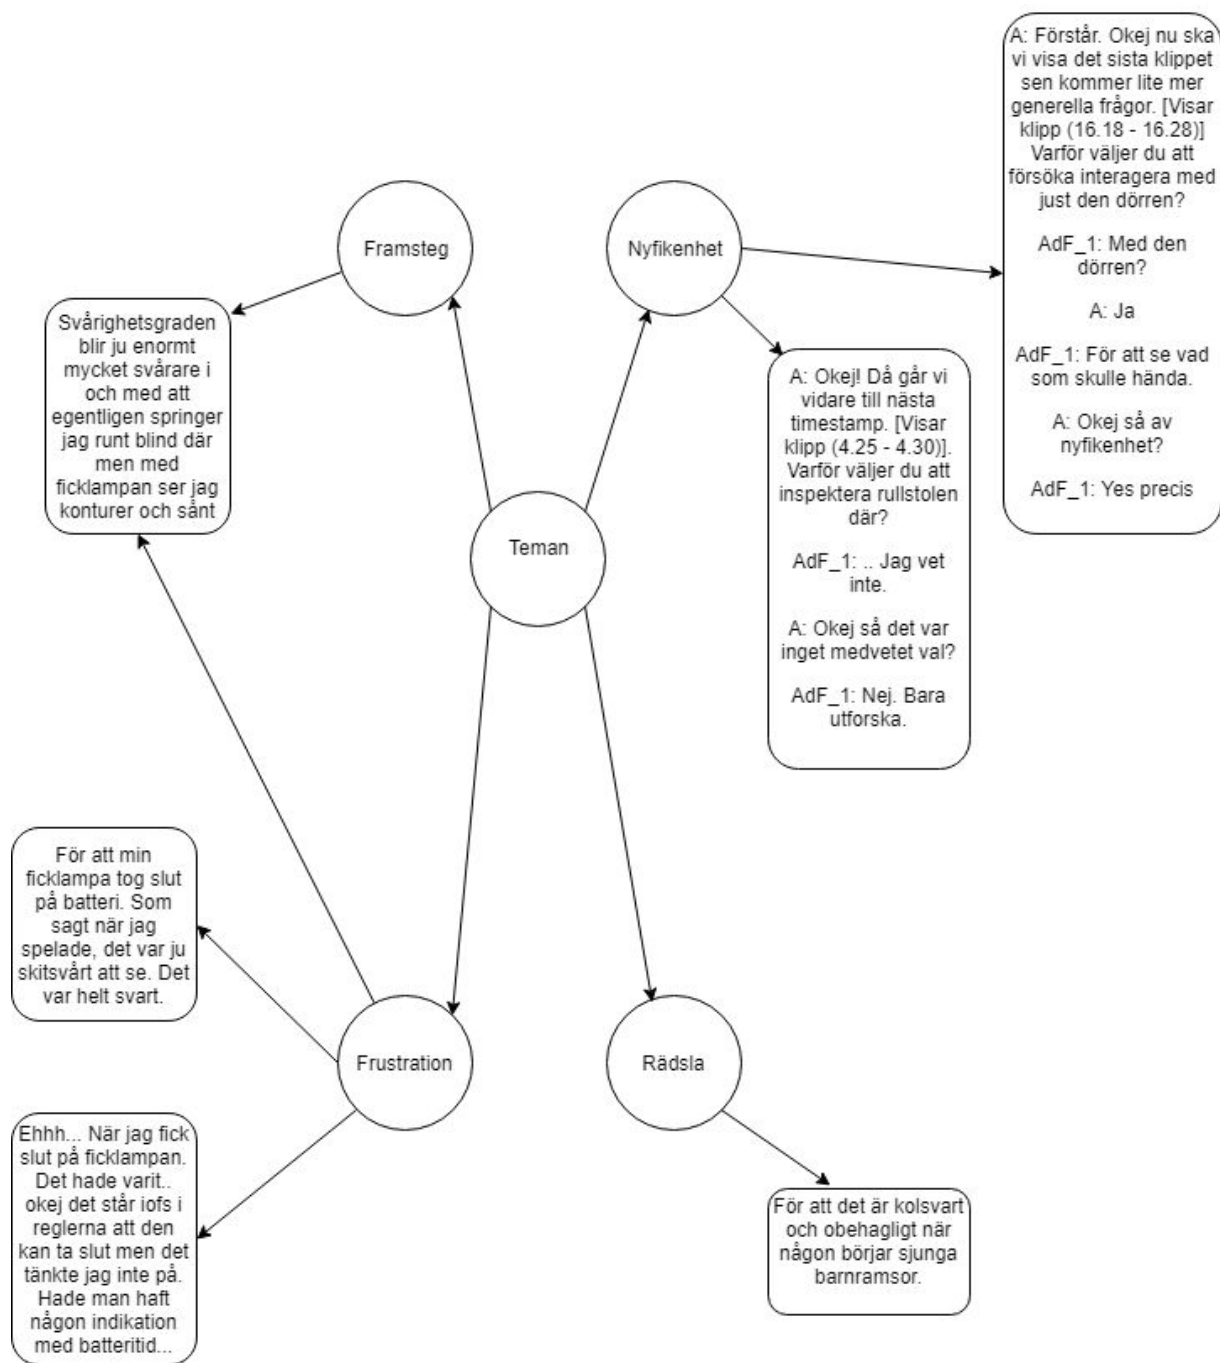 A: Förstår. Okej nu ska
vi visa det sista klippet
sen kommer lite mer
generella frågor. [Visar
klipp (16.18 - 16.28)]
Varför väljer du att
försöka interagera med
just den dörren?
AdF_1: Med den
dörren?
A: Ja
AdF_1: För att se vad
som skulle hända.
A: Okej så av
nyfikenhet?
AdF_1: Yes precis
Framsteg
Nyfikenhet
Svårighetsgraden
blir ju enormt
mycket svårare i
och med att
egentligen springer
jag runt blind där
men med
ficklampan ser jag
konturer och sånt
A: Okej! Då går vi
vidare till nästa
timestamp. [Visar
klipp (4.25 - 4.30)].
Varför väljer du att
inspektera rullstolen
där?
AdF_1: .. Jag vet
inte.
A: Okej så det var
inget medvetet val?
AdF_1: Nej. Bara
utforska.
Teman
För att min
ficklampa tog slut
på batteri. Som
sagt när jag
spelade, det var ju
skitsvårt att se. Det
var helt svart.
Frustration
Rädsla
Ehhh... När jag fick
slut på ficklampan.
Det hade varit..
okej det står iofs i
reglerna att den
kan ta slut men det
tänkte jag inte på.
Hade man haft
någon indikation
med batteritid...
För att det är kolsvart
och obehagligt när
någon börjar sjunga
barnramsor.